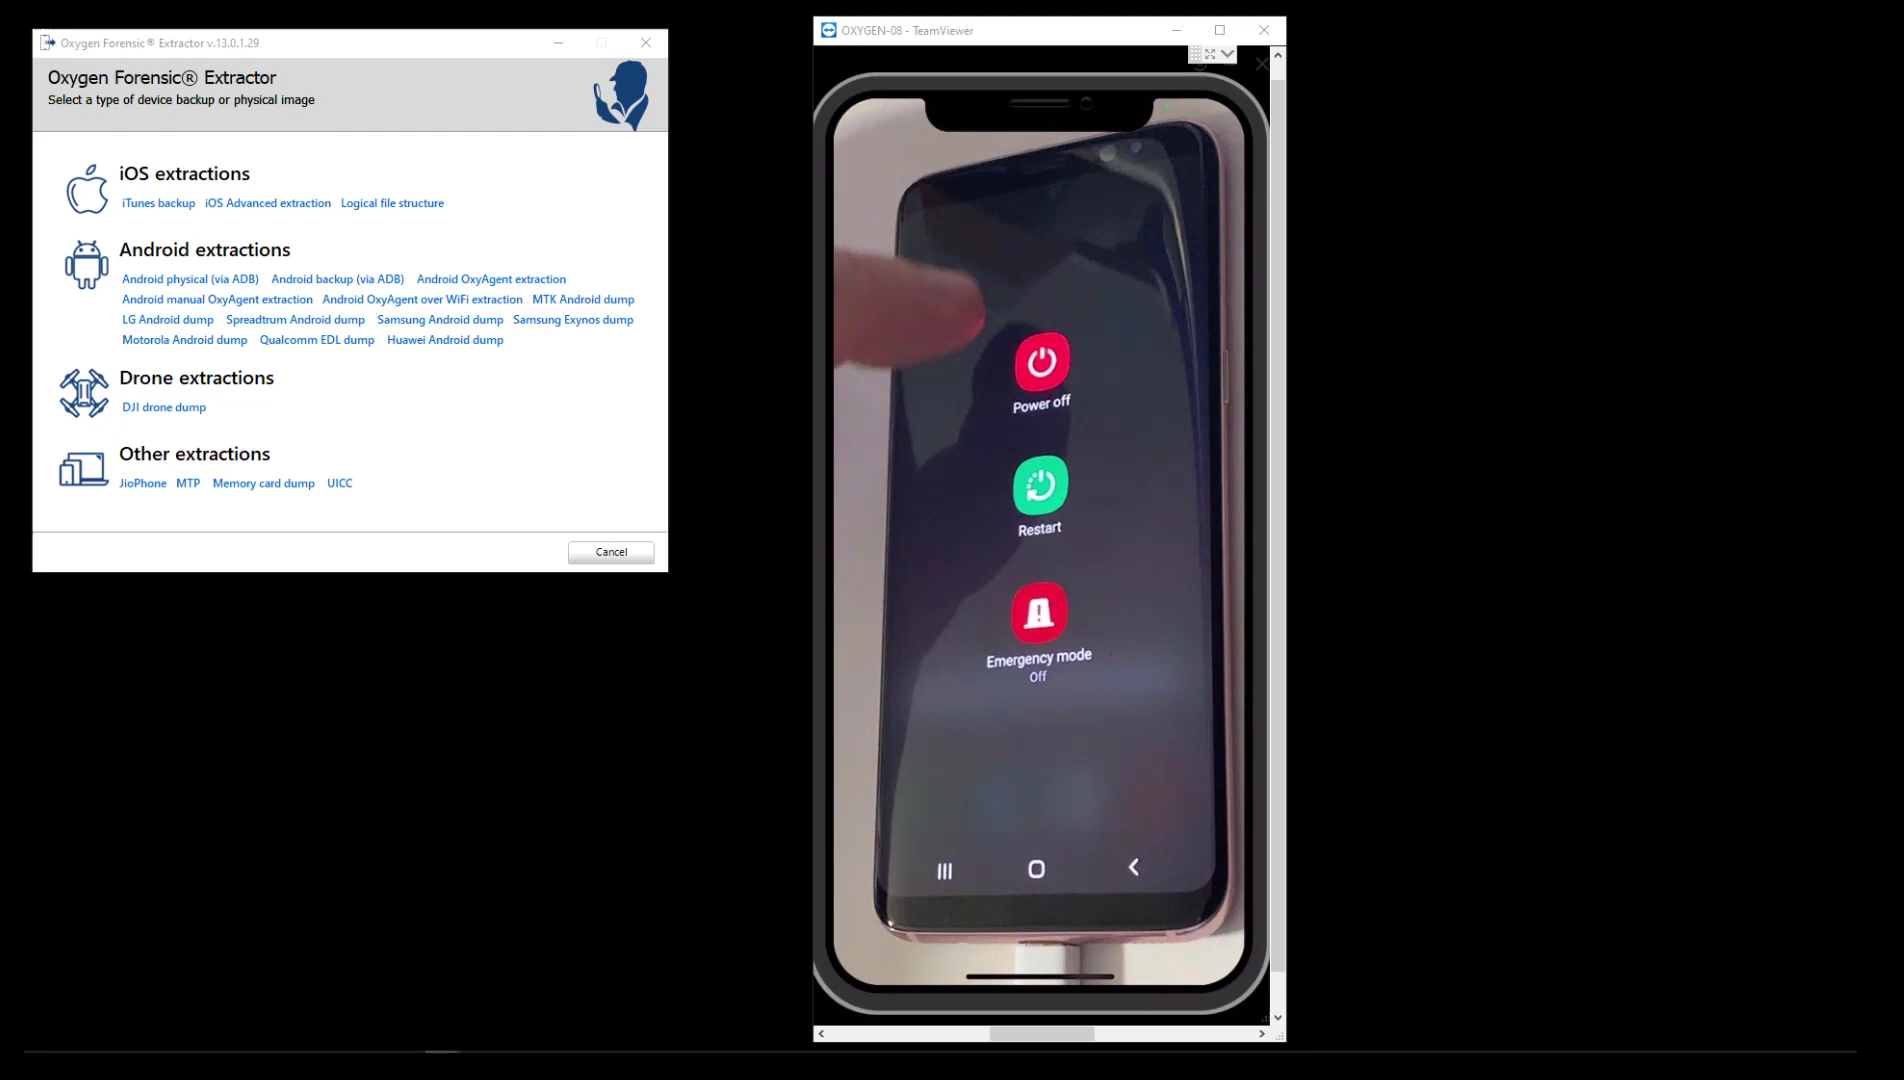 Oxygen Forensic® Extractor v.13.0.1.29
Oxygen Forensic® Extractor
Select a type of device backup or physical image
iOS extractions
iTunes backup iOS Advanced extraction Logical file structure
Android extractions
Android physical (via ADB) Android backup (via ADB) Android OxyAgent extraction
Android manual OxyAgent extraction Android OxyAgent over WiFi extraction MTK Android dump
LG Android dump Spreadtrum Android dump Samsung Android dump Samsung Exynos dump
Motorola Android dump Qualcomm EDL dump Huawei Android dump
Drone extractions
DJI drone dump
Other extractions
JioPhone MTP Memory card dump UICC
Cancel
OXYGEN-08 - TeamViewer
Power off
Restart
Emergency mode
Off